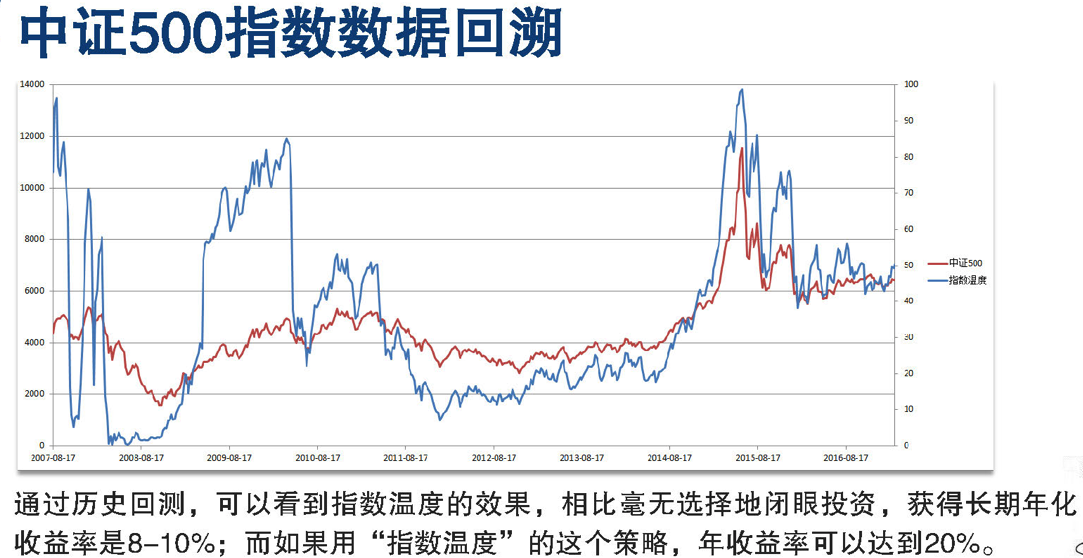 中证500指数数据回溯
14000 100
90
12000
80
10000
70
8000 60
50
6000
40
4000 30
20
2000
10
0 0
中证500
指数温度
2007-08-17 2008-08-17 2009-08-17 2010-08-17 2011-08-17 2012-08-17 2013-08-17 2014-08-17 2015-08-17 2016-08-17
通过历史回测，可以看到指数温度的效果，相比毫无选择地闭眼投资，获得长期年化
收益率是8-10%；而如果用“指数温度”的这个策略，年收益率可以达到20%。